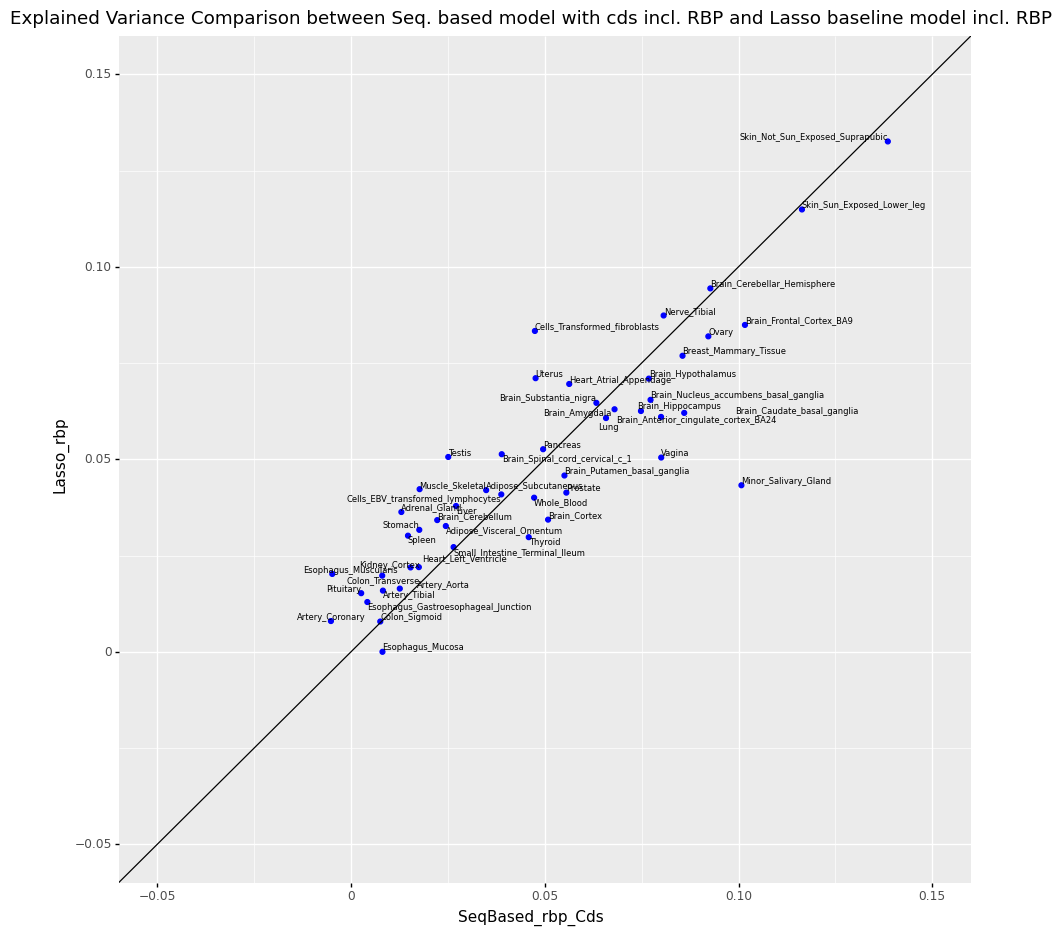 Explained Variance Comparison between Seq. based model with cds incl. RBP and Lasso baseline model incl. RBP
0.15
Skin_Not_Sun_Exposed_Suprapubic
Skin_Sun_Exposed_Lower_leg
0.10
Brain_Cerebellar_Hemisphere
Nerve_Tibial
Brain_Frontal_Cortex_BA9
Cells_Transformed_fibroblasts
Ovary
Breast_Mammary_Tissue
Uterus
Heart_Atrial_Appendage
Brain_Hypothalamus
Brain_Substantia_nigra
Brain_Nucleus_accumbens_basal_ganglia
Brain_Amygdala
Brain_Hippocampus
Brain_Caudate_basal_ganglia
Lung
Brain_Anterior_cingulate_cortex_BA24
Pancreas
0.05
Testis
Brain_Spinal_cord_cervical_c_1
Vagina
Brain_Putamen_basal_ganglia
Minor_Salivary_Gland
Muscle_Skeletal
Adipose_Subcutaneous
Prostate
Cells_EBV_transformed_lymphocytes
Whole_Blood
Adrenal_Gland
Liver
Brain_Cerebellum
Brain_Cortex
Stomach
Adipose_Visceral_Omentum
Spleen
Thyroid
Small_Intestine_Terminal_Ileum
Kidney_Cortex
Heart_Left_Ventricle
Esophagus_Muscularis
Colon_Transverse
Artery_Aorta
Pituitary
Artery_Tibial
Esophagus_Gastroesophageal_Junction
Artery_Coronary
Colon_Sigmoid
Esophagus_Mucosa
0
−0.05
−0.05
0
0.05
0.10
0.15
SeqBased_rbp_Cds
Lasso_rbp